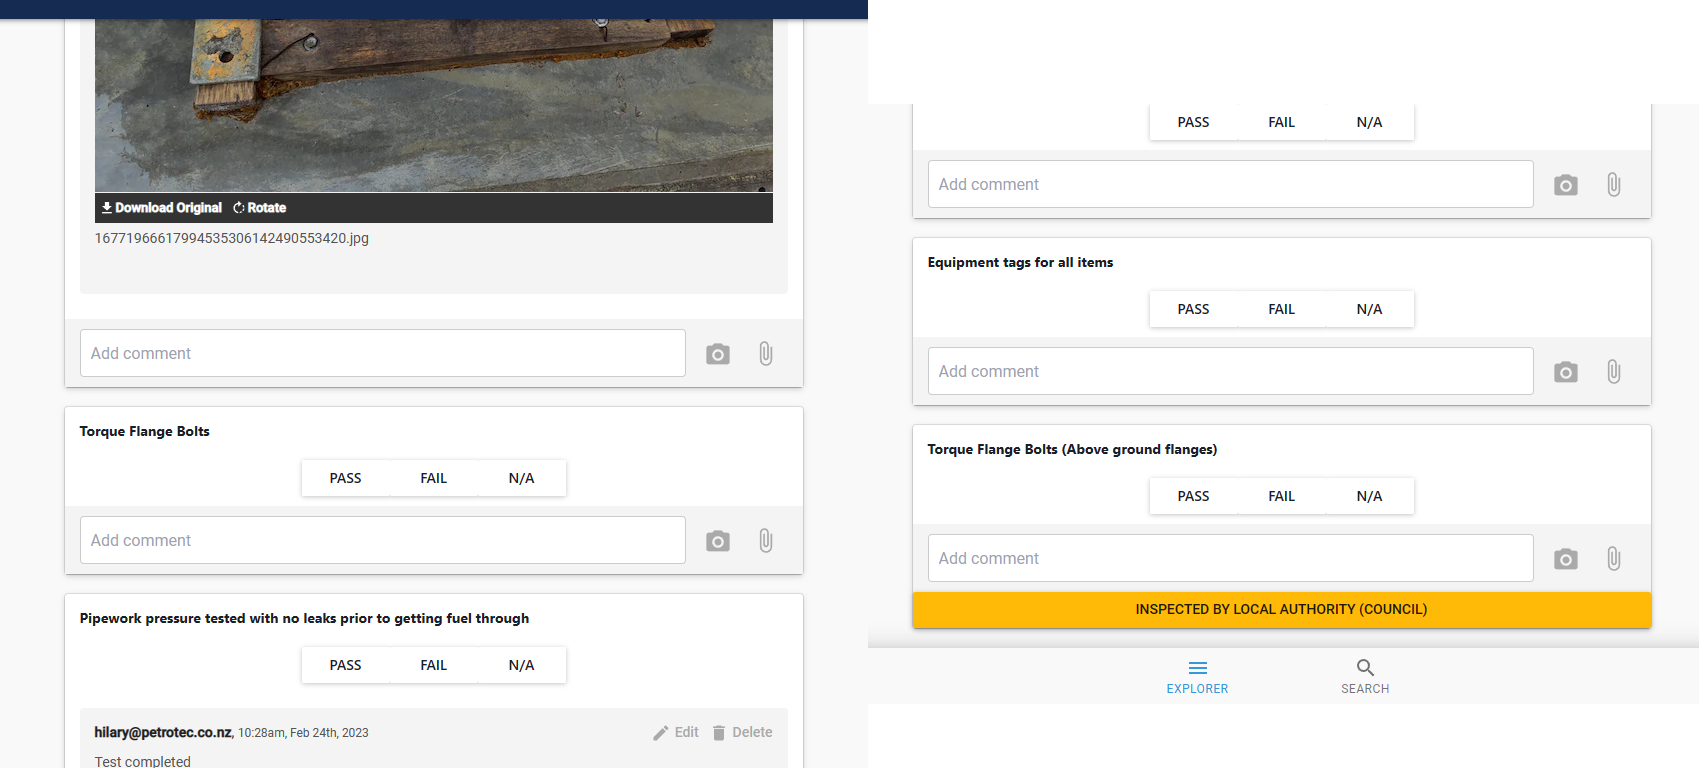 Download Original Rotate
16771966617994535306142490553420.jpg
Add comment
Torque Flange Bolts
PASS FAIL N/A
Add comment
Pipework pressure tested with no leaks prior to getting fuel through
PASS FAIL N/A
hilary@petrotec.co.nz, 10:28am, Feb 24th, 2023 Edit Delete
Test completed
PASS FAIL N/A
Add comment
Equipment tags for all items
PASS FAIL N/A
Add comment
Torque Flange Bolts (Above ground flanges)
PASS FAIL N/A
Add comment
INSPECTED BY LOCAL AUTHORITY (COUNCIL)
EXPLORER SEARCH